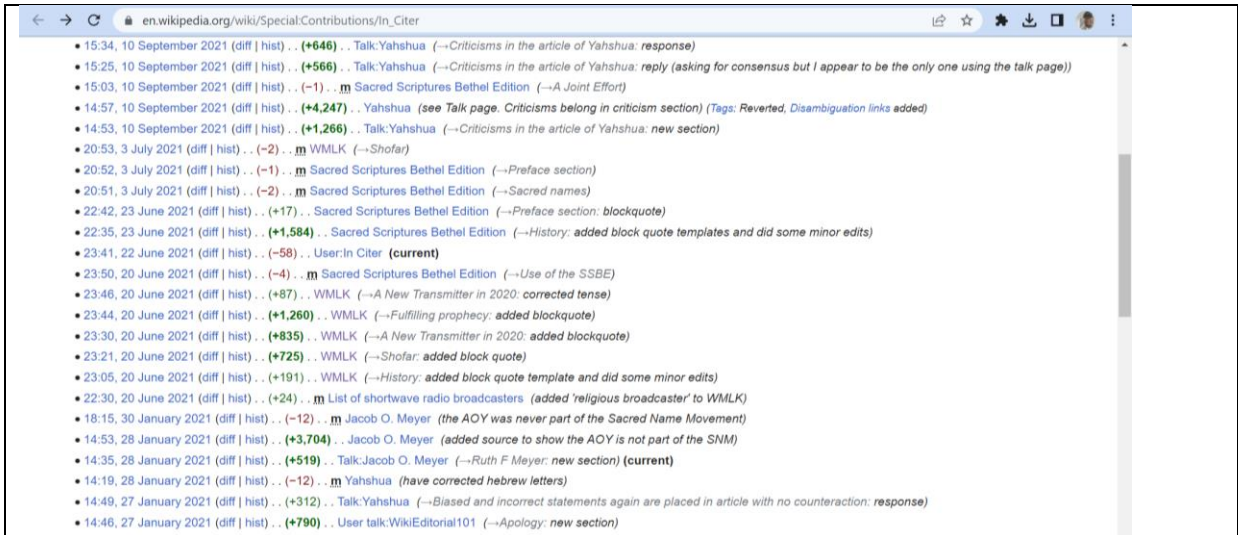 en.wikipedia.org/wiki/Special:Contributions/In_Citer
• 15:34, 10 September 2021 (diff | hist) . . (+646) . . Talk:Yahshua (→Criticisms in the article of Yahshua: response)
• 15:25, 10 September 2021 (diff | hist) . . (+566) . . Talk:Yahshua (→Criticisms in the article of Yahshua: reply (asking for consensus but I appear to be the only one using the talk page))
• 15:03, 10 September 2021 (diff | hist) . . (−1) . . m Sacred Scriptures Bethel Edition (→A Joint Effort)
• 14:57, 10 September 2021 (diff | hist) . . (+4,247) . . Yahshua (see Talk page. Criticisms belong in criticism section) (Tags: Reverted, Disambiguation links added)
• 14:53, 10 September 2021 (diff | hist) . . (+1,266) . . Talk:Yahshua (→Criticisms in the article of Yahshua: new section)
• 20:53, 3 July 2021 (diff | hist) . . (−2) . . m WMLK (→Shofar)
• 20:52, 3 July 2021 (diff | hist) . . (−1) . . m Sacred Scriptures Bethel Edition (→Preface section)
• 20:51, 3 July 2021 (diff | hist) . . (−2) . . m Sacred Scriptures Bethel Edition (→Sacred names)
• 22:42, 23 June 2021 (diff | hist) . . (+17) . . Sacred Scriptures Bethel Edition (→Preface section: blockquote)
• 22:35, 23 June 2021 (diff | hist) . . (+1,584) . . Sacred Scriptures Bethel Edition (→History: added block quote templates and did some minor edits)
• 23:41, 22 June 2021 (diff | hist) . . (−58) . . User:In Citer (current)
• 23:50, 20 June 2021 (diff | hist) . . (−4) . . m Sacred Scriptures Bethel Edition (→Use of the SSBE)
• 23:46, 20 June 2021 (diff | hist) . . (+87) . . WMLK (→A New Transmitter in 2020: corrected tense)
• 23:44, 20 June 2021 (diff | hist) . . (+1,260) . . WMLK (→Fulfilling prophecy: added blockquote)
• 23:30, 20 June 2021 (diff | hist) . . (+835) . . WMLK (→A New Transmitter in 2020: added blockquote)
• 23:21, 20 June 2021 (diff | hist) . . (+725) . . WMLK (→Shofar: added block quote)
• 23:05, 20 June 2021 (diff | hist) . . (+191) . . WMLK (→History: added block quote template and did some minor edits)
• 22:30, 20 June 2021 (diff | hist) . . (+24) . . m List of shortwave radio broadcasters (added 'religious broadcaster' to WMLK)
• 18:15, 30 January 2021 (diff | hist) . . (−12) . . m Jacob O. Meyer (the AOY was never part of the Sacred Name Movement)
• 14:53, 28 January 2021 (diff | hist) . . (+3,704) . . Jacob O. Meyer (added source to show the AOY is not part of the SNM)
• 14:35, 28 January 2021 (diff | hist) . . (+519) . . Talk:Jacob O. Meyer (→Ruth F Meyer: new section) (current)
• 14:19, 28 January 2021 (diff | hist) . . (−12) . . m Yahshua (have corrected hebrew letters)
• 14:49, 27 January 2021 (diff | hist) . . (+312) . . Talk:Yahshua (→Biased and incorrect statements again are placed in article with no counteraction: response)
• 14:46, 27 January 2021 (diff | hist) . . (+790) . . User talk:WikiEditorial101 (→Apology: new section)